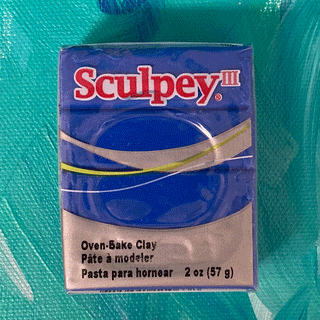 Sculpey III®
Oven-Bake Clay
Pâte à modeler
Pasta para hornear 2 oz (57 g)